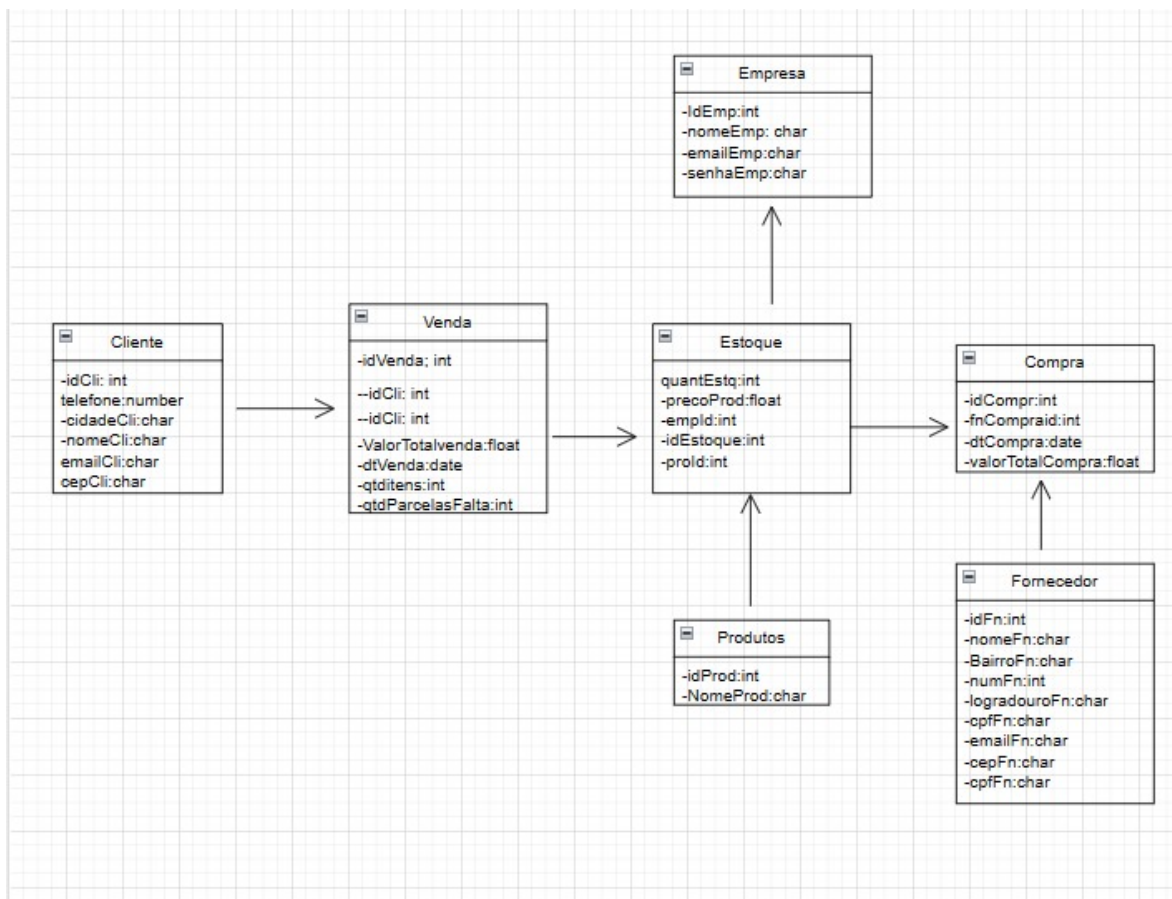 Empresa
-IdEmp:int
-nomeEmp: char
-emailEmp:char
-senhaEmp:char
Cliente
-idCli: int
telefone:number
-cidadeCli:char
-nomeCli:char
emailCli:char
cepCli:char
Venda
-idVenda; int
--idCli: int
--idCli: int
-ValorTotalvenda:float
-dtVenda:date
-qtditens:int
-qtdParcelasFalta:int
Estoque
quantEstq:int
-precoProd:float
-empId:int
-idEstoque:int
-proId:int
Compra
-idCompr:int
-fnCompraid:int
-dtCompra:date
-valorTotalCompra:float
Produtos
-idProd:int
-NomeProd:char
Fornecedor
-idFn:int
-nomeFn:char
-BairroFn:char
-numFn:int
-logradouroFn:char
-cpfFn:char
-emailFn:char
-cepFn:char
-cpfFn:char